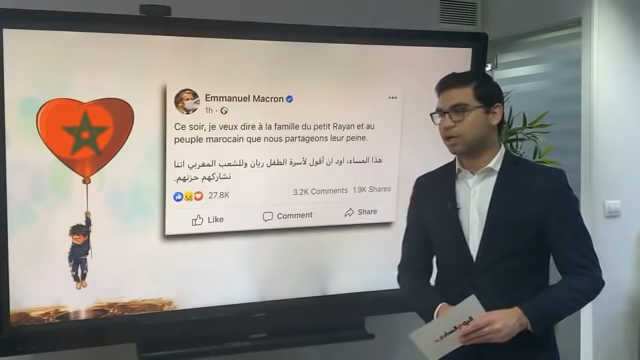 Emmanuel Macron
1h ·
Ce soir, je veux dire à la famille du petit Rayan et au
peuple marocain que nous partageons leur peine.
هذا المساء، اود ان أقول لأسرة الطفل ريان وللشعب المغربي اننا
نشاركهم حزنهم.
27.8K
3.2K Comments 1.9K Shares
Like Comment Share
اليوم